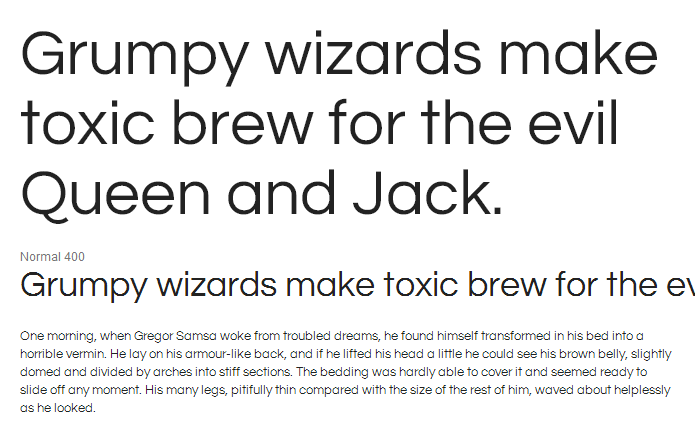 Grumpy wizards make
toxic brew for the evil
Queen and Jack.
Normal 400
Grumpy wizards make toxic brew for the ev
One morning, when Gregor Samsa woke from troubled dreams, he found himself transformed in his bed into a
horrible vermin. He lay on his armour-like back, and if he lifted his head a little he could see his brown belly, slightly
domed and divided by arches into stiff sections. The bedding was hardly able to cover it and seemed ready to
slide off any moment. His many legs, pitifully thin compared with the size of the rest of him, waved about helplessly
as he looked.